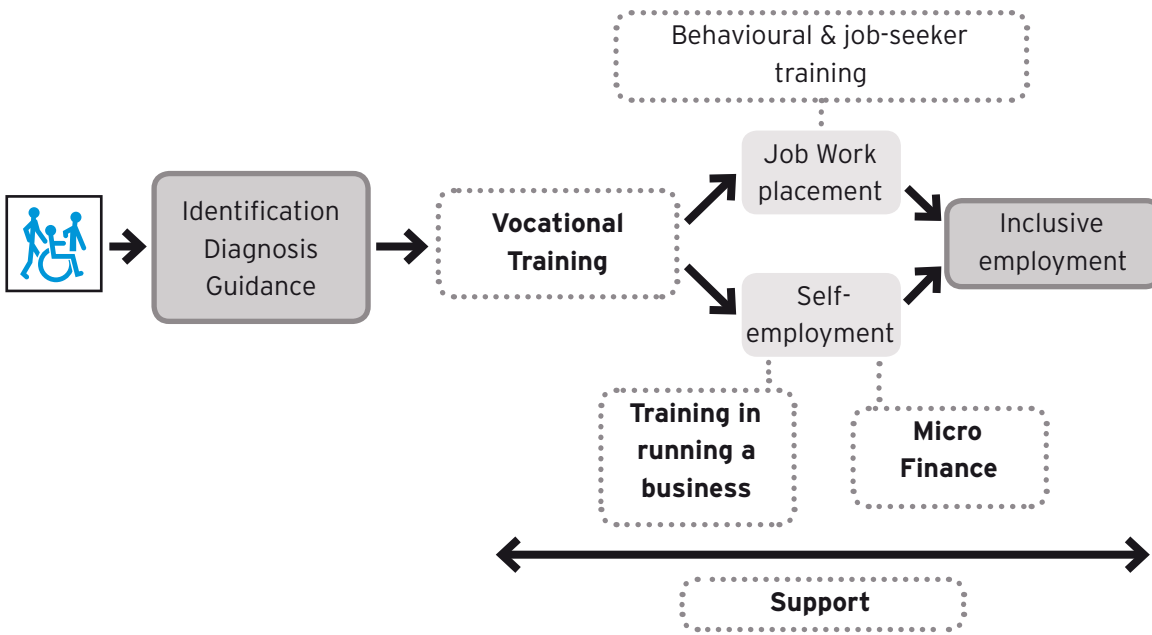 Behavioural & job-seeker
training
Job Work
placement
Identification
Diagnosis
Guidance
Vocational
Training
Inclusive
employment
Self-
employment
Training in
running a
business
Micro
Finance
Support